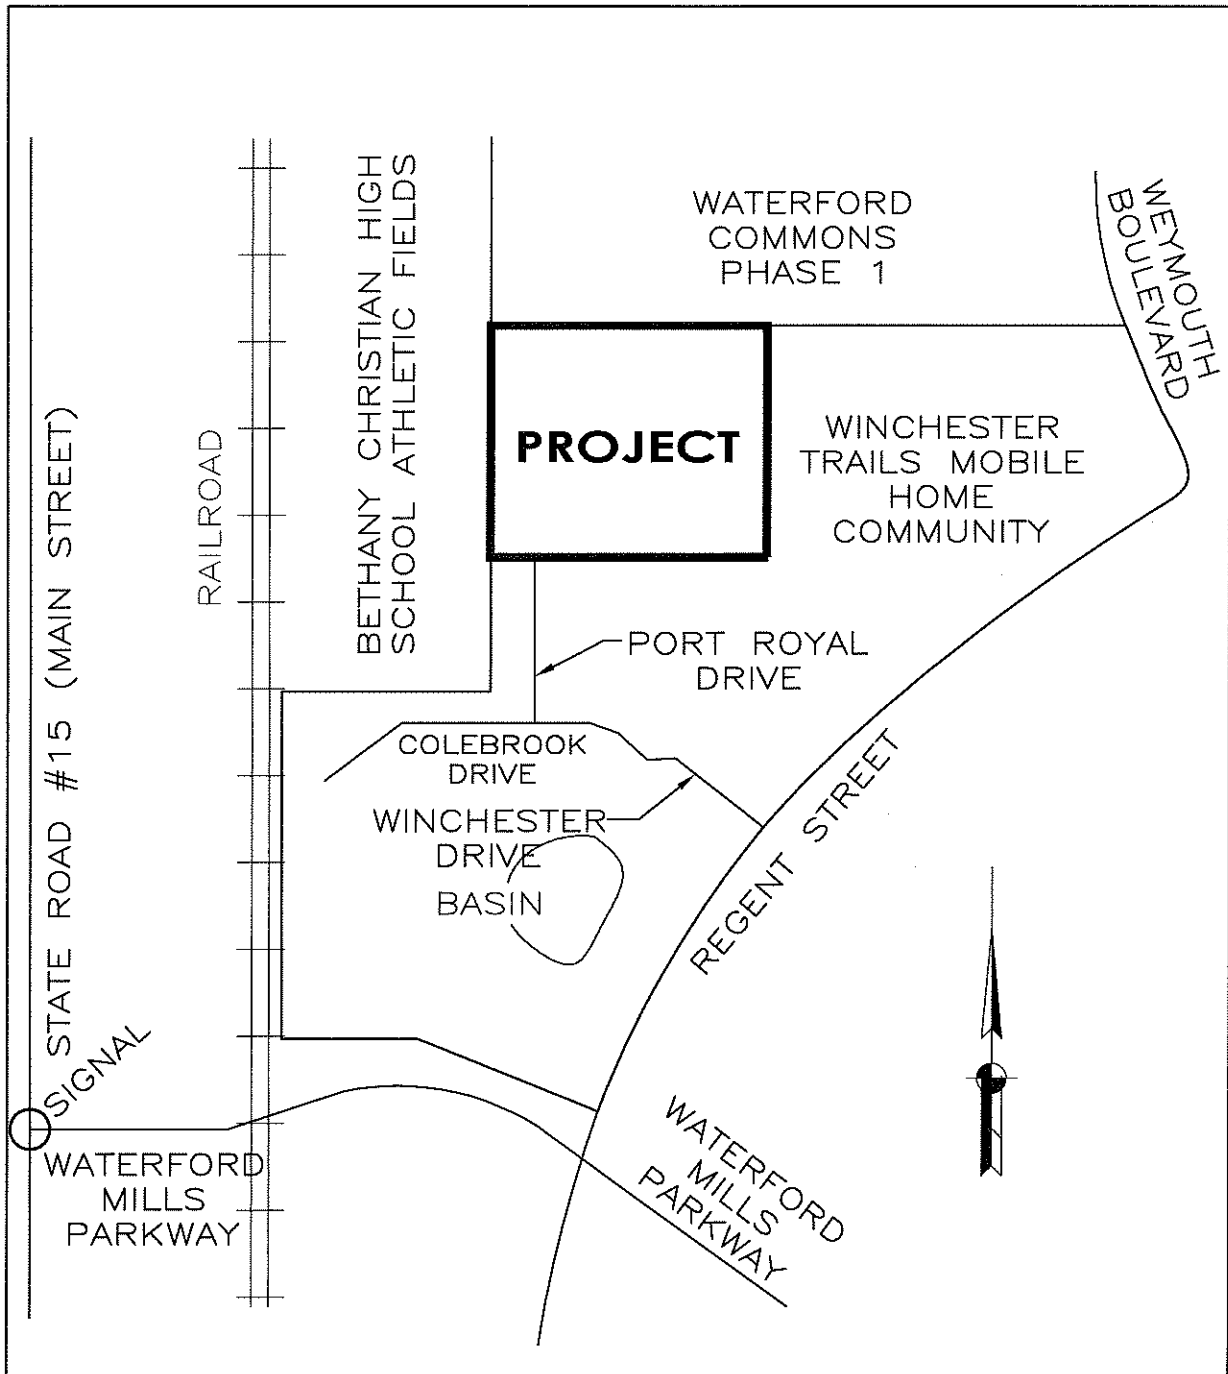 WATERFORD
COMMONS
PHASE 1
WEYMOUTH
BOULEVARD
BETHANY CHRISTIAN HIGH
SCHOOL ATHLETIC FIELDS
PROJECT
WINCHESTER
TRAILS MOBILE
HOME
COMMUNITY
STATE ROAD #15 (MAIN STREET)
RAILROAD
PORT ROYAL
DRIVE
COLEBROOK
DRIVE
WINCHESTER
DRIVE
BASIN
REGENT STREET
SIGNAL
WATERFORD
MILLS
PARKWAY
WATERFORD
MILLS
PARKWAY